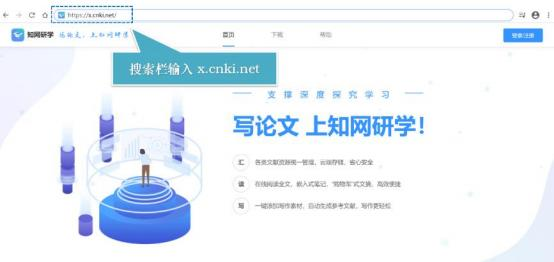 https://x.cnki.net/
知网研学 写论文,上知网研学
首页 下载 帮助 登录/注册
搜索栏输入 x.cnki.net
支撑深度探究学习
写论文 上知网研学!
汇 各类文献资源统一管理,云端存储,省心安全
读 在线阅读全文,嵌入式笔记,“购物车”式文摘,高效便捷
写 一键添加写作素材,自动生成参考文献,写作更轻松